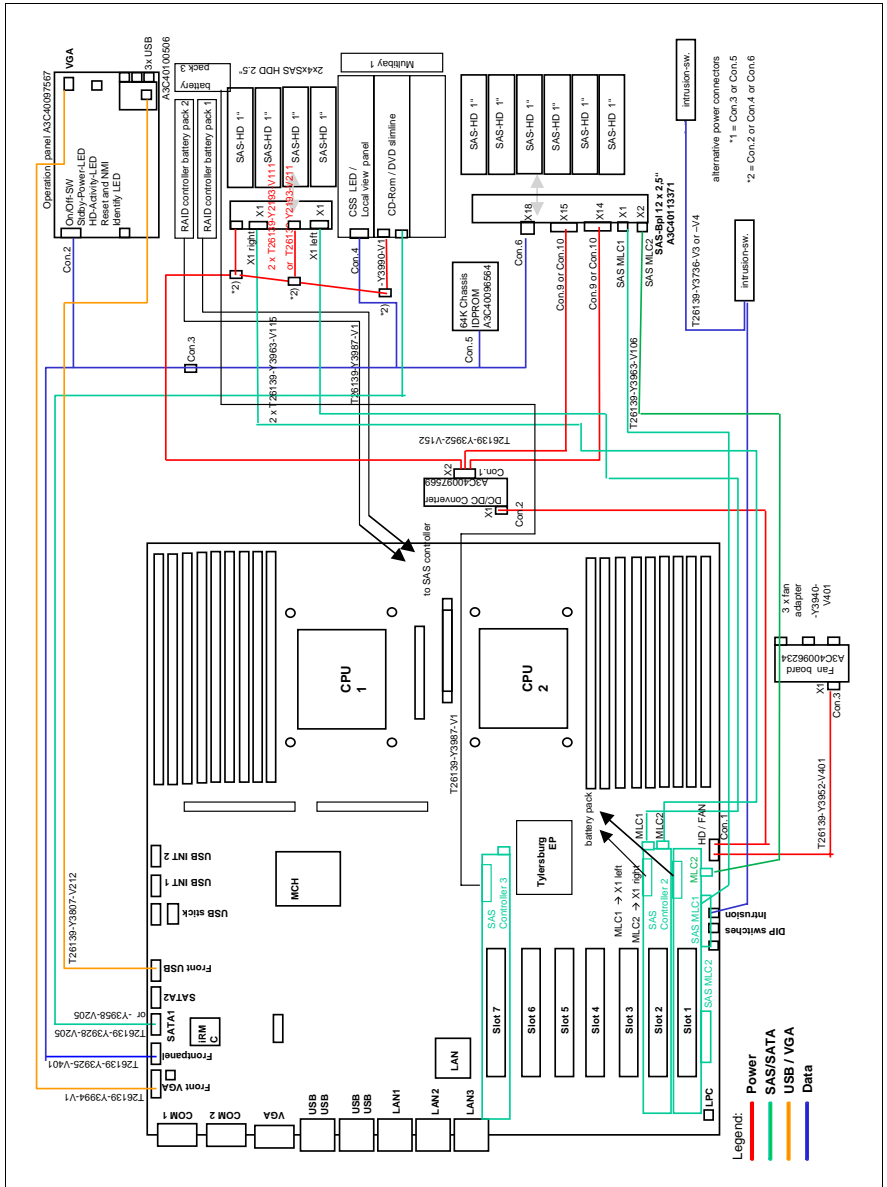 VGA
3x USB
A3C40100506
Operation panel A3C40097567
On/Off-SW
Stdby-Power-LED
HD-Activity-LED
Reset and NMI
Identify LED
Con.2
battery
pack 3
RAID controller battery pack 2
RAID controller battery pack 1
2x4xSAS HDD 2.5"
SAS-HD 1"
SAS-HD 1"
SAS-HD 1"
SAS-HD 1"
X1
X1
X1 right
X1 left
2 x T26139-Y2193-V111
or T26139-Y2193-V211
*2)
*2)
*2)
Multibay 1
CSS LED /
Local view panel
CD-Rom / DVD slimline
Con.4
-Y3990-V1
Con.3
2 x T26139-Y3963-V115
T26139-Y3987-V1
64K Chassis
IDPROM
A3C40096564
Con.5
SAS-HD 1"
SAS-HD 1"
SAS-HD 1"
SAS-HD 1"
SAS-HD 1"
SAS-HD 1"
X18
X15
X14
X1
X2
SAS-Bpl 12 x 2,5"
A3C40113371
Con.6
Con.9 or Con.10
Con.9 or Con.10
SAS MLC1
SAS MLC2
intrusion-sw.
intrusion-sw.
T26139-Y3736-V3 or –V4
alternative power connectors
*1 = Con.3 or Con.5
*2 = Con.2 or Con.4 or Con.6
T26139-Y3963-V106
T26139-Y3952-V152
X2
Con.1
DC/DC Converter
A3C40097569
X1
Con.2
to SAS controller
CPU
1
CPU
2
T26139-Y3987-V1
3 x fan
adapter
-Y3940-
V401
Fan board
A3C40096234
X1
Con.3
T26139-Y3952-V401
battery pack
MLC1
MLC2
HD / FAN
Con.1
T26139-Y3807-V212
USB INT 2
USB INT 1
USB stick
MCH
Tylersburg
EP
SAS
Controller 3
MLC1 → X1 left
MLC2 → X1 right
SAS
Controller 2
MLC2
SAS MLC1
Intrusion
DIP switches
SAS MLC2
Front USB
SATA2
SATA1
or -Y3958-V205
T26139-Y3928-V205
iRM
C
Frontpanel
T26139-Y3925-V401
Front VGA
T26139-Y3994-V1
LAN
Slot 7
Slot 6
Slot 5
Slot 4
Slot 3
Slot 2
Slot 1
COM 1
COM 2
VGA
USB
USB
USB
USB
LAN1
LAN2
LAN3
LPC
Legend:
Power
SAS/SATA
USB / VGA
Data